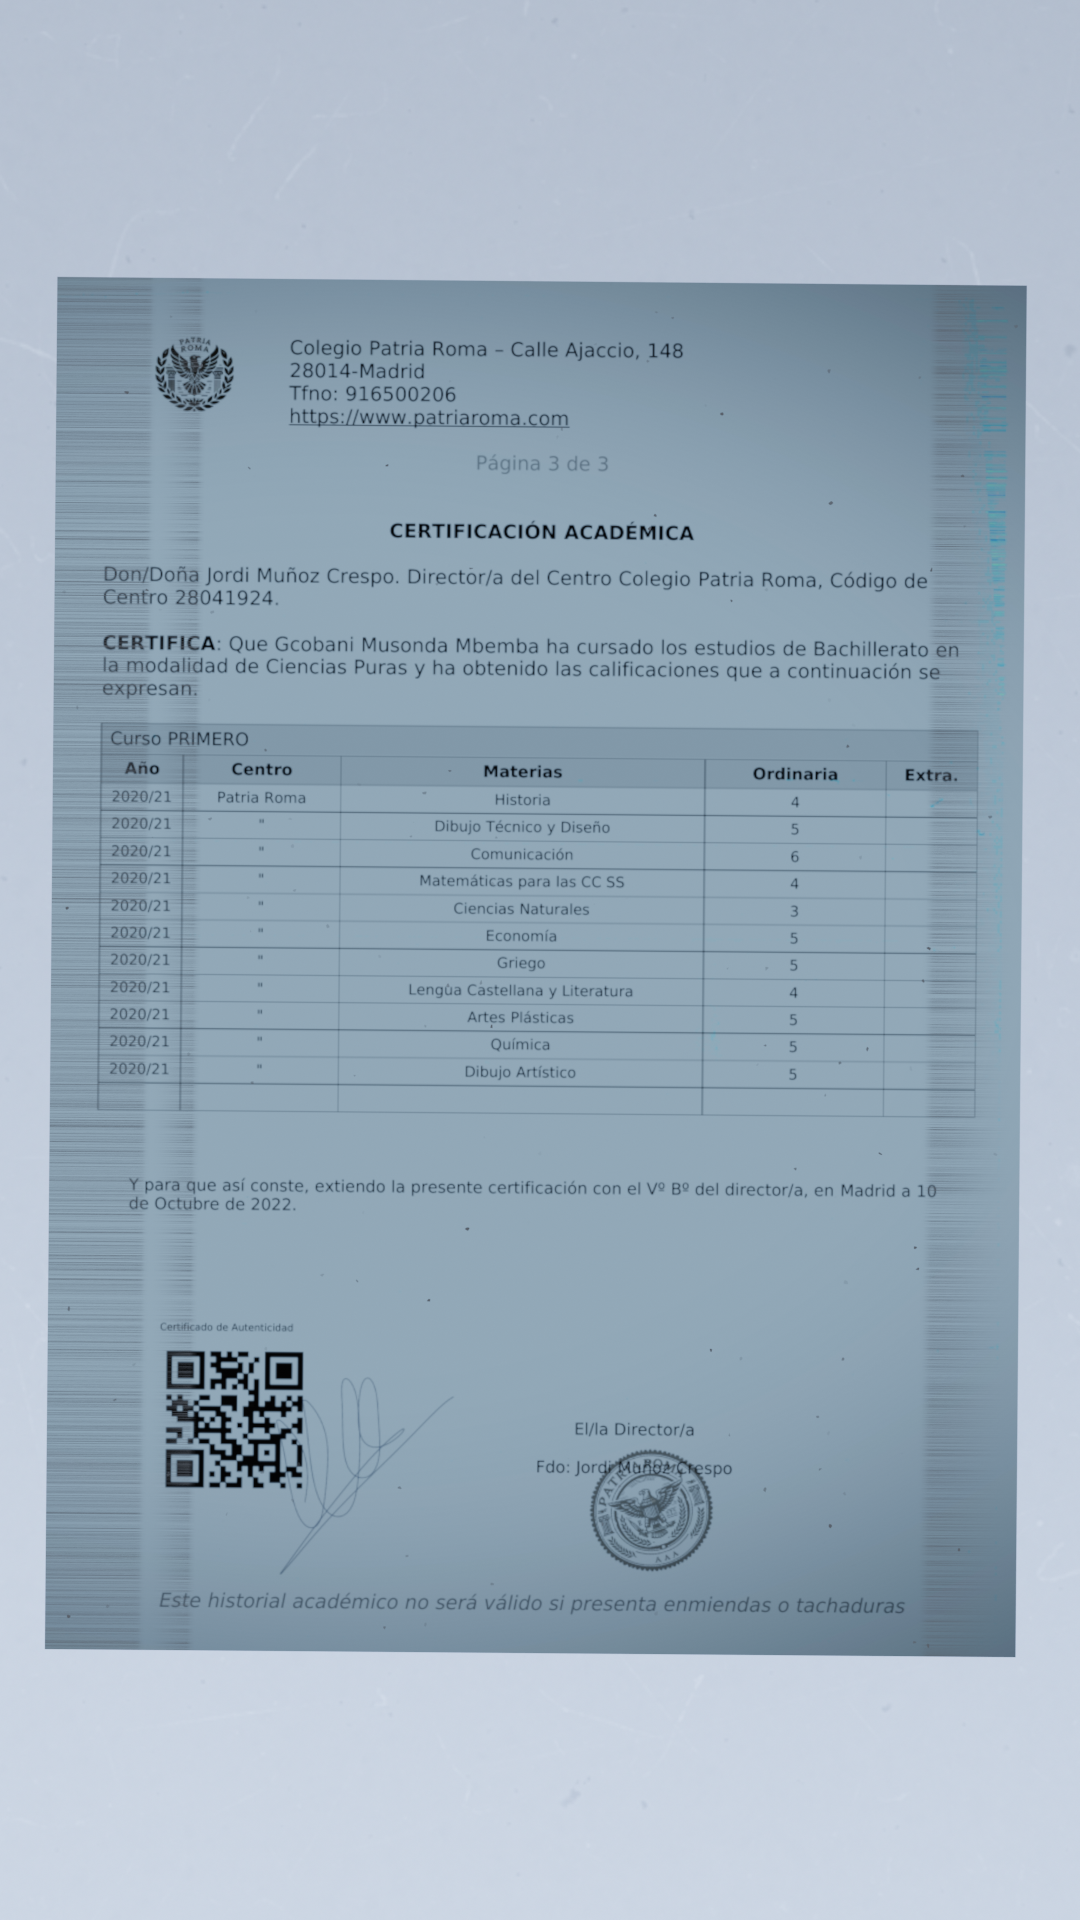 PATRIA
ROMA
Colegio Patria Roma – Calle Ajaccio, 148
28014-Madrid
Tfno: 916500206
https://www.patriaroma.com
Página 3 de 3
CERTIFICACIÓN ACADÉMICA
Don/Doña Jordi Muñoz Crespo. Director/a del Centro Colegio Patria Roma, Código de
Centro 28041924.
CERTIFICA: Que Gcobani Musonda Mbemba ha cursado los estudios de Bachillerato en
la modalidad de Ciencias Puras y ha obtenido las calificaciones que a continuación se
expresan.
Curso PRIMERO
Año Centro Materias Ordinaria Extra.
2020/21 Patria Roma Historia 4
2020/21 " Dibujo Técnico y Diseño 5
2020/21 " Comunicación 6
2020/21 " Matemáticas para las CC SS 4
2020/21 " Ciencias Naturales 3
2020/21 " Economía 5
2020/21 " Griego 5
2020/21 " Lengua Castellana y Literatura 4
2020/21 " Artes Plásticas 5
2020/21 " Química 5
2020/21 " Dibujo Artístico 5
Y para que así conste, extiendo la presente certificación con el Vº Bº del director/a, en Madrid a 10
de Octubre de 2022.
Certificado de Autenticidad
El/la Director/a
Fdo: Jordi Muñoz Crespo
PATRIA ROMA
AAA
Este historial académico no será válido si presenta enmiendas o tachaduras